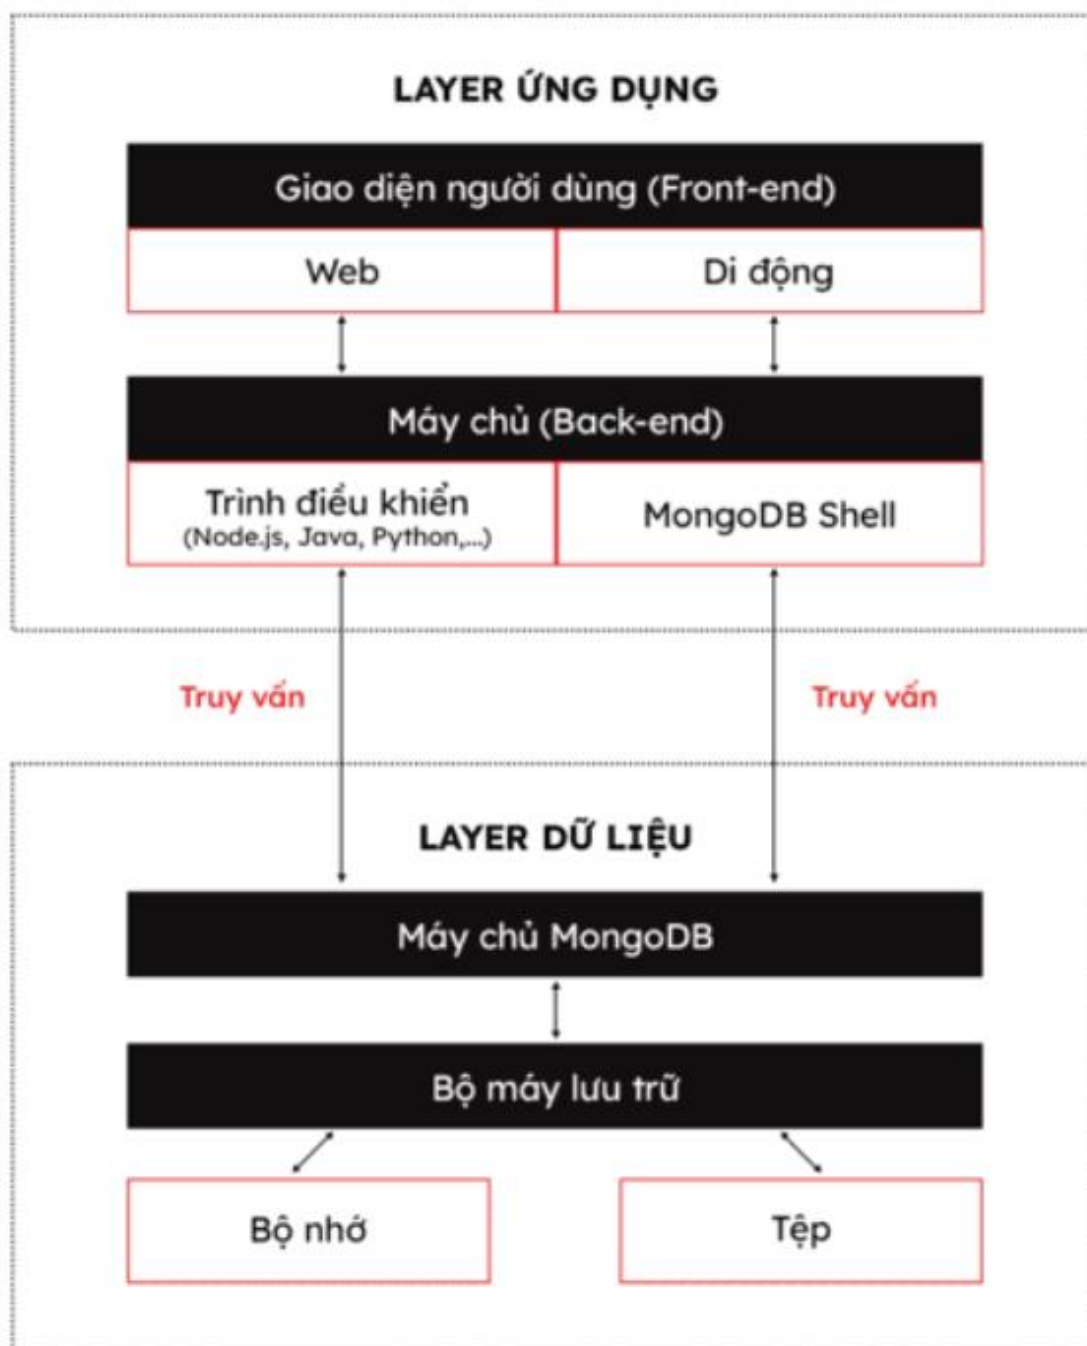 LAYER ỨNG DỤNG
Giao diện người dùng (Front-end)
Web
Di động
Máy chủ (Back-end)
Trình điều khiển
(Node.js, Java, Python,...)
MongoDB Shell
Truy vấn
Truy vấn
LAYER DỮ LIỆU
Máy chủ MongoDB
Bộ máy lưu trữ
Bộ nhớ
Tệp